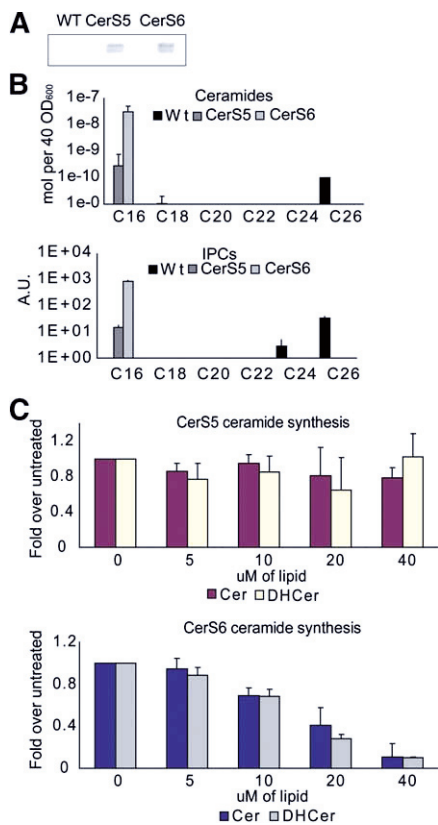 A
WT CerS5 CerS6
B
Ceramides
mol per 40 OD600
1e-7
1e-8
1e-9
1e-10
1e-0
Wt CerS5 CerS6
C16 C18 C20 C22 C24 C26
IPCs
A.U.
1E+04
1E+03
1E+02
1E+01
1E+00
Wt CerS5 CerS6
C16 C18 C20 C22 C24 C26
C
CerS5 ceramide synthesis
Fold over untreated
1.2
0.8
0.4
0
0 5 10 20 40
uM of lipid
Cer DHCer
CerS6 ceramide synthesis
Fold over untreated
1.2
0.8
0.4
0
0 5 10 20 40
uM of lipid
Cer DHCer